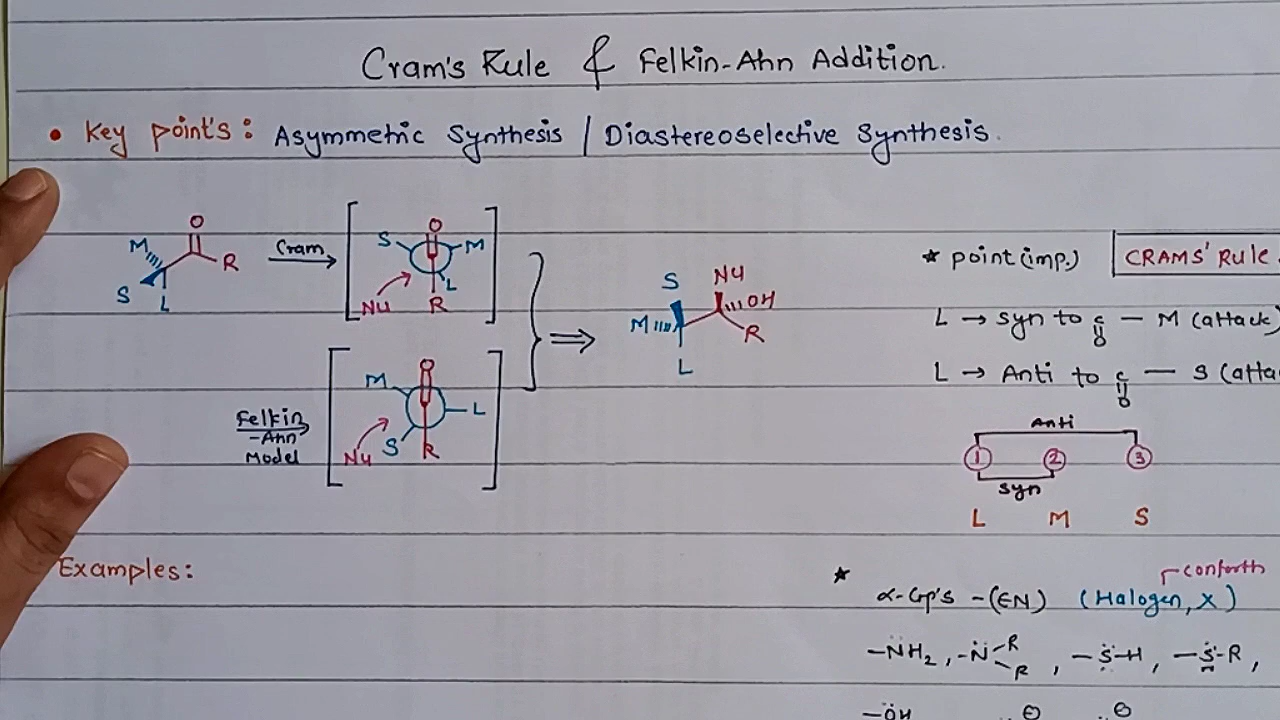 Cram's Rule & Felkin-Ahn Addition.
• Key point's: Asymmetric Synthesis / Diastereoselective Synthesis.
O
M R
S
L
Cram
O
S M
L
Nu R
S Nu
M OH
R
L
Felkin
-Ahn
Model
O
M
L
Nu S R
* point (imp.) CRAMS' Rule.
L → syn to C=O — M (attack)
L → Anti to C=O — S (atta
Anti
1 2 3
syn
L M S
Examples:
* conforth
α-Gp's - (EN) (Halogen, X)
-NH₂, -N-R R, -S-H, -S-R,
-OH ⊖ ⊖